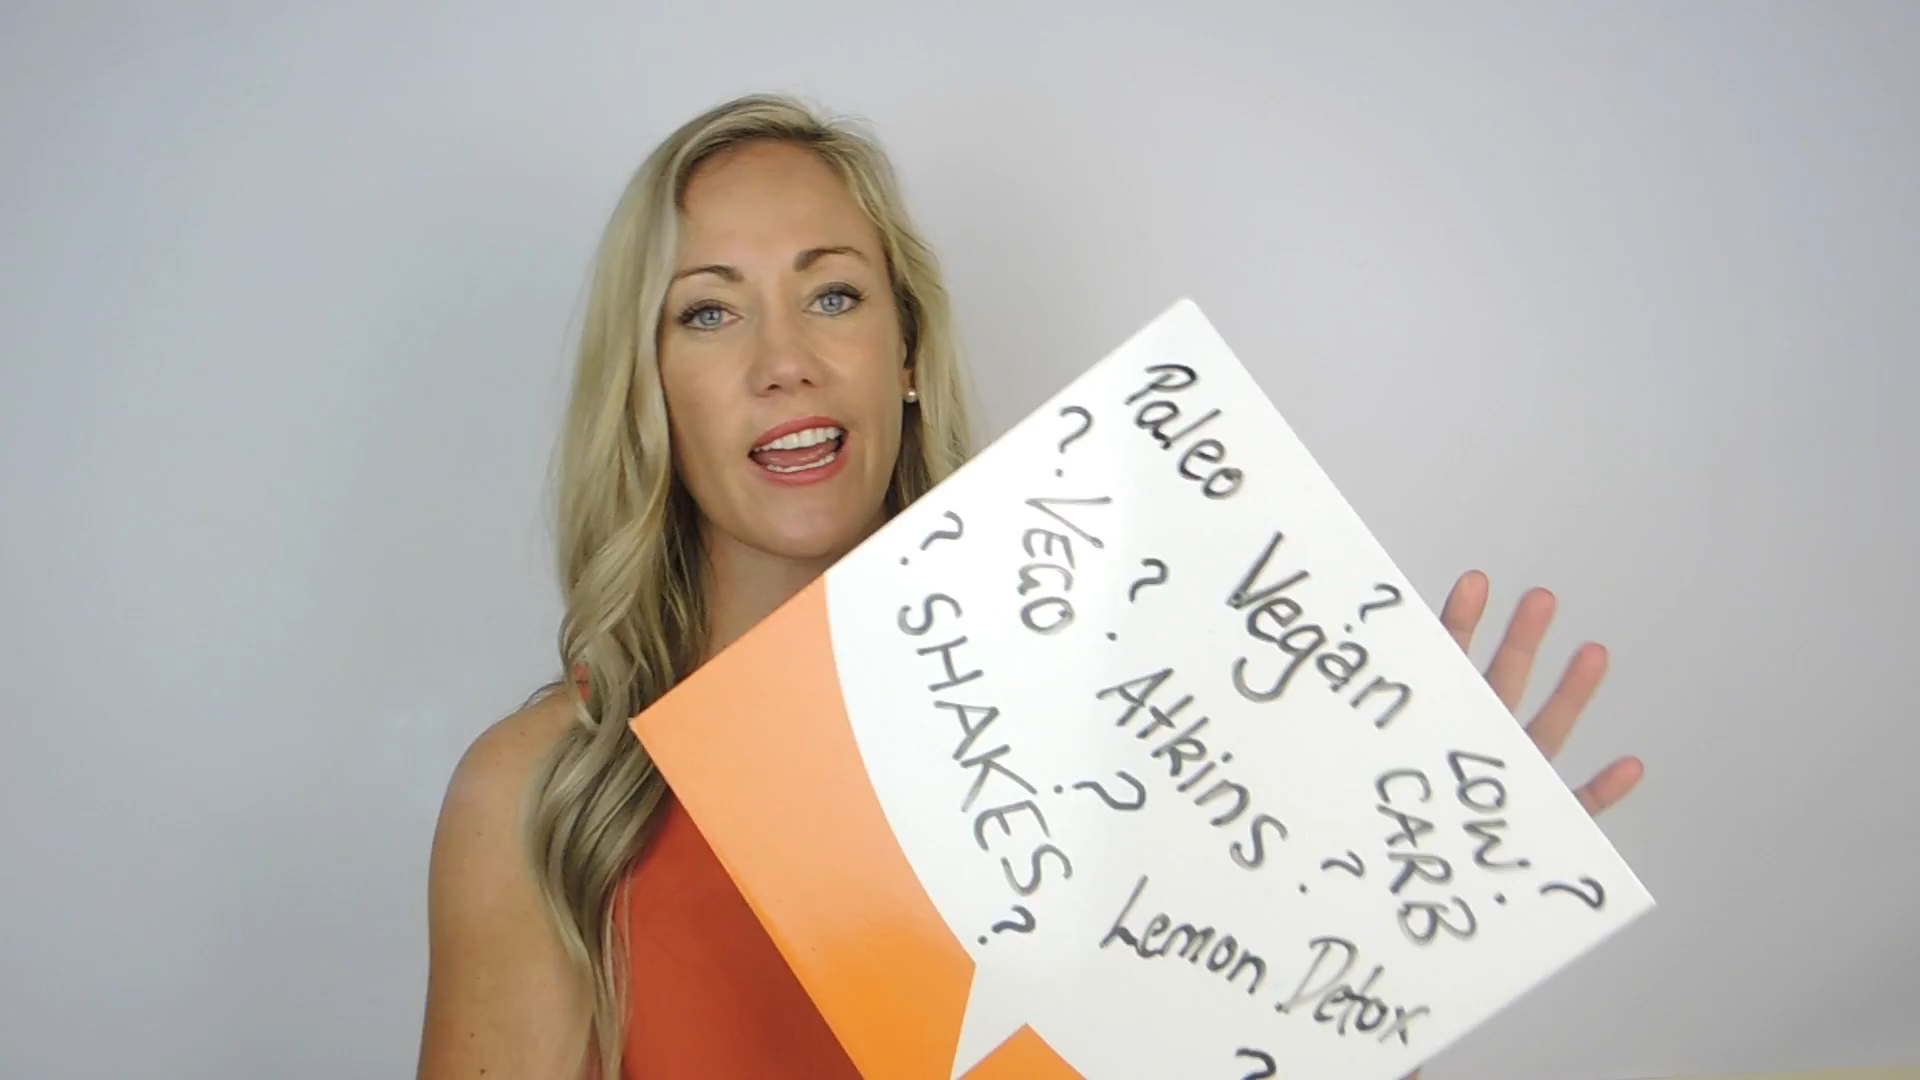 Paleo
? Vegan ?
LOW ?
CARB
? VEGO
Atkins ?
? SHAKES ?
? Lemon Detox
?